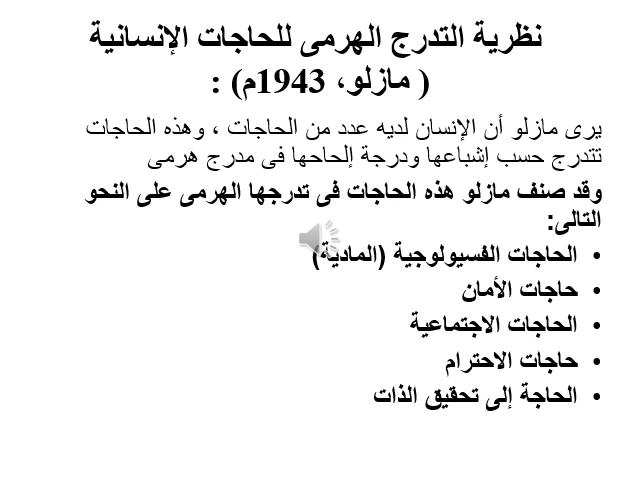 نظرية التدرج الهرمى للحاجات الإنسانية
( مازلو، 1943م) :
يرى مازلو أن الإنسان لديه عدد من الحاجات ، وهذه الحاجات
تتدرج حسب إشباعها ودرجة إلحاحها فى مدرج هرمى
وقد صنف مازلو هذه الحاجات فى تدرجها الهرمى على النحو
التالى:
• الحاجات الفسيولوجية (المادية)
• حاجات الأمان
• الحاجات الاجتماعية
• حاجات الاحترام
• الحاجة إلى تحقيق الذات